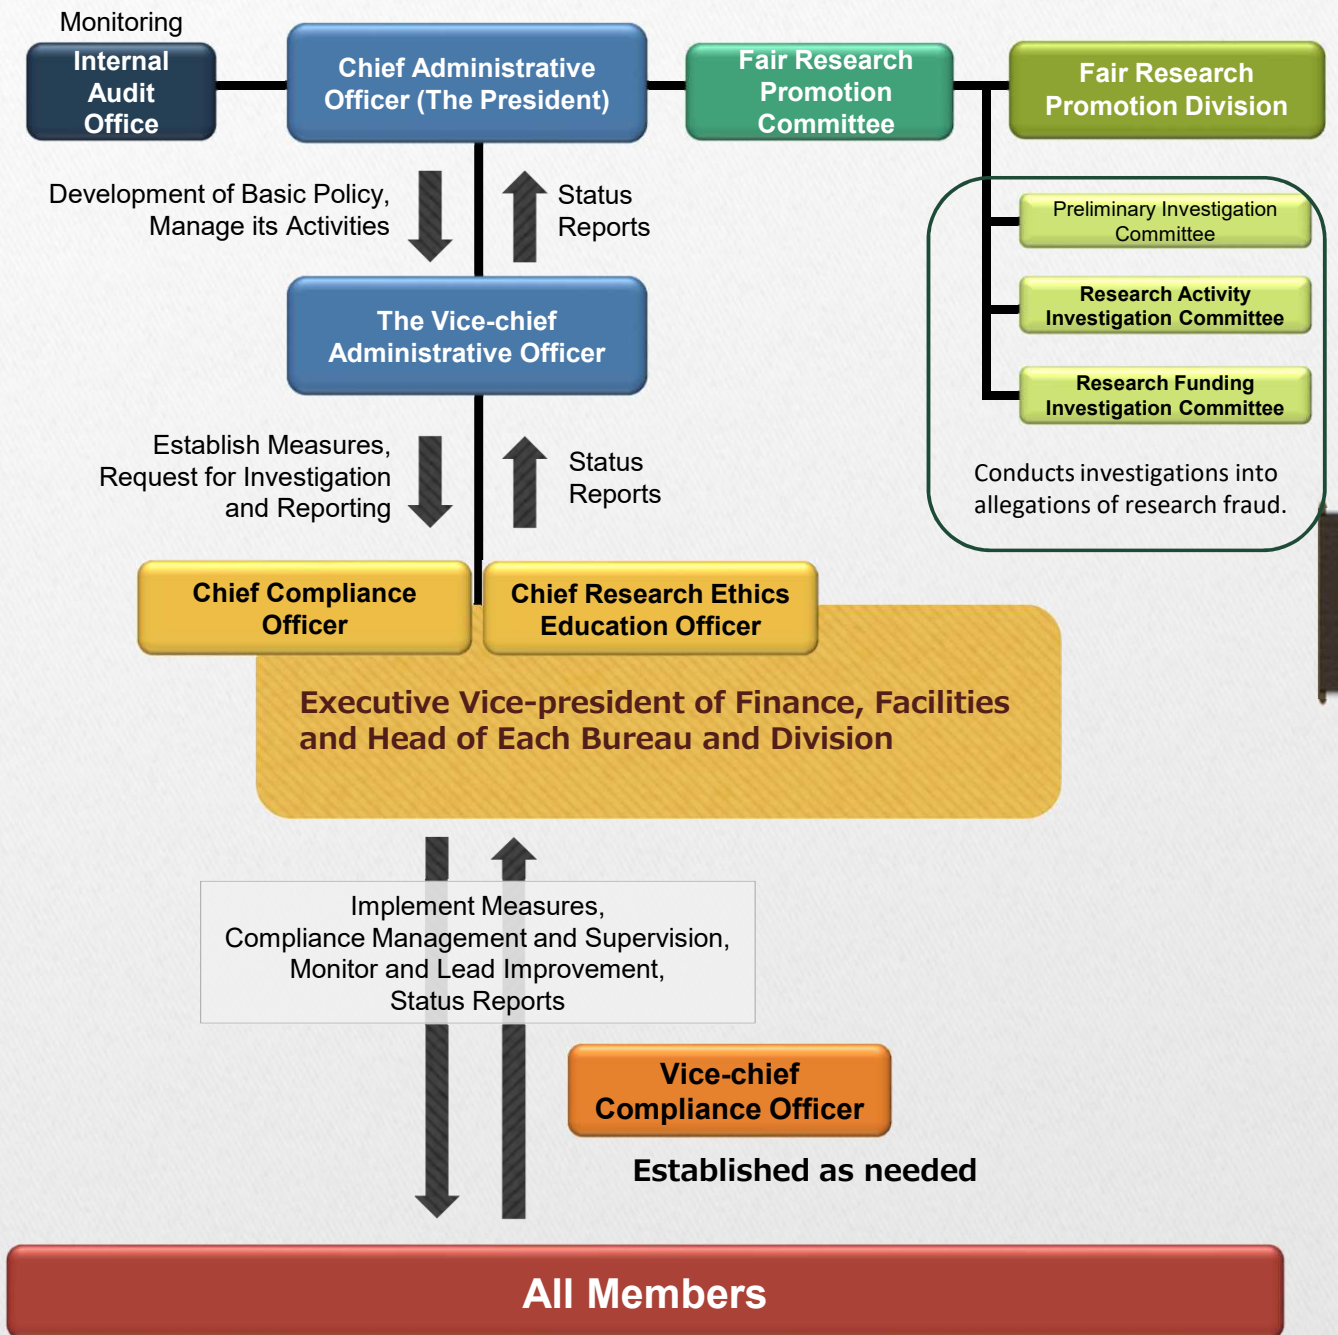 Monitoring
Internal
Audit
Office
Chief Administrative
Officer (The President)
Fair Research
Promotion
Committee
Fair Research
Promotion Division
Development of Basic Policy,
Manage its Activities
Status
Reports
Preliminary Investigation
Committee
Research Activity
Investigation Committee
Research Funding
Investigation Committee
Conducts investigations into
allegations of research fraud.
The Vice-chief
Administrative Officer
Establish Measures,
Request for Investigation
and Reporting
Status
Reports
Chief Compliance
Officer
Chief Research Ethics
Education Officer
Executive Vice-president of Finance, Facilities
and Head of Each Bureau and Division
Implement Measures,
Compliance Management and Supervision,
Monitor and Lead Improvement,
Status Reports
Vice-chief
Compliance Officer
Established as needed
All Members